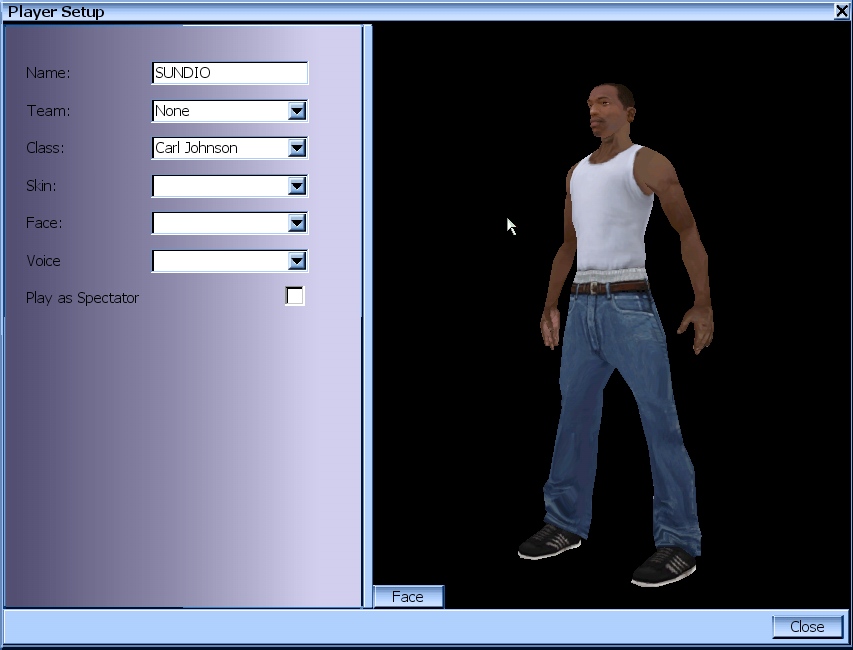 Player Setup
Name: SUNDIO
Team: None
Class: Carl Johnson
Skin:
Face:
Voice
Play as Spectator
Face
Close